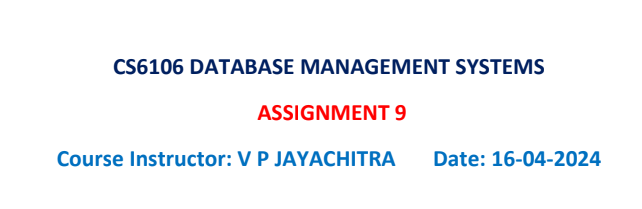 CS6106 DATABASE MANAGEMENT SYSTEMS
ASSIGNMENT 9
Course Instructor: V P JAYACHITRA Date: 16-04-2024